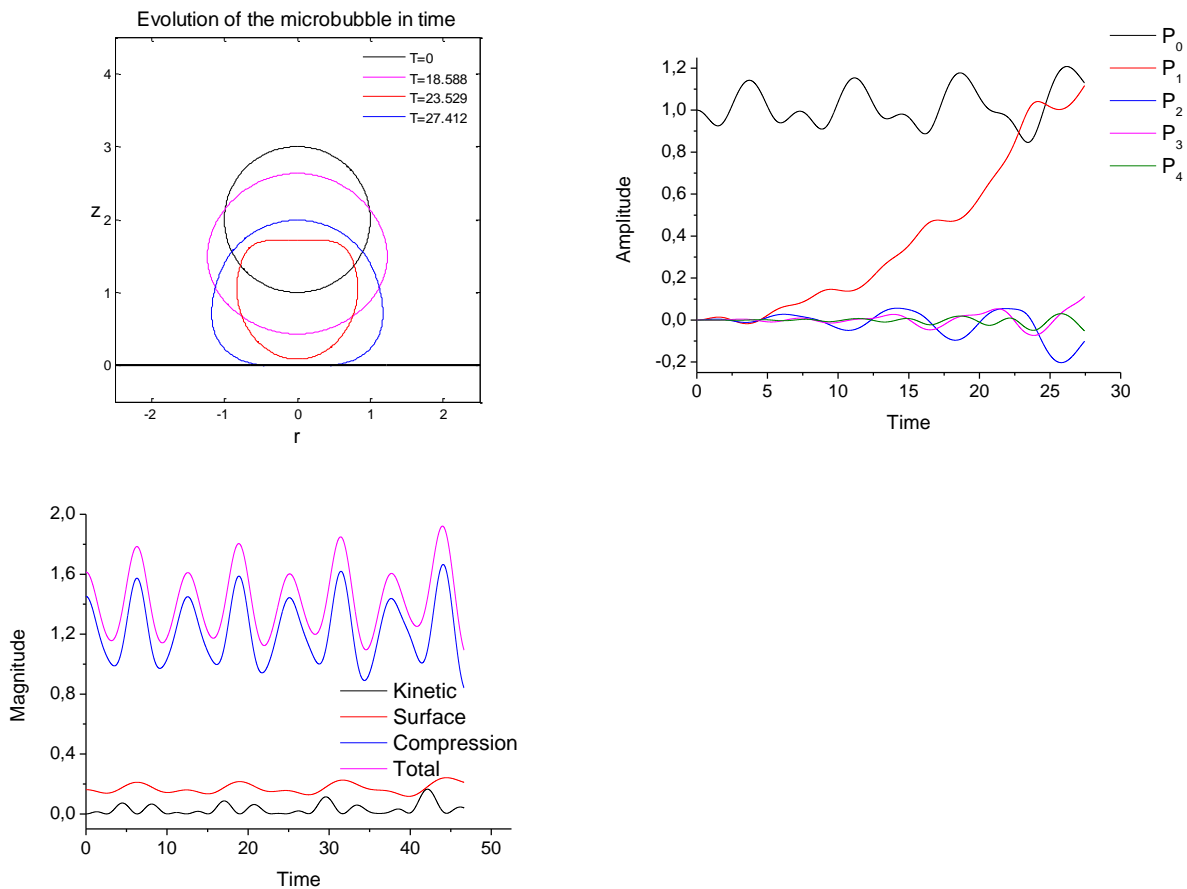 Evolution of the microbubble in time
T=0
T=18.588
T=23.529
T=27.412
4
3
z
2
1
0
-2
-1
0
1
2
r
P0
P1
P2
P3
P4
1,2
1,0
0,8
0,6
0,4
0,2
0,0
-0,2
Amplitude
0
5
10
15
20
25
30
Time
2,0
1,6
1,2
0,8
0,4
0,0
Magnitude
Kinetic
Surface
Compression
Total
0
10
20
30
40
50
Time